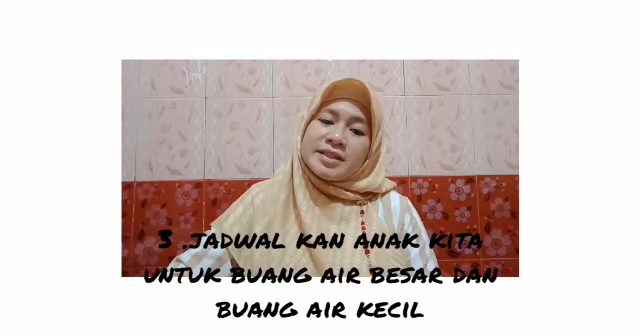 3 .JADWAL KAN ANAK KITA
UNTUK BUANG AIR BESAR DAN
BUANG AIR KECIL